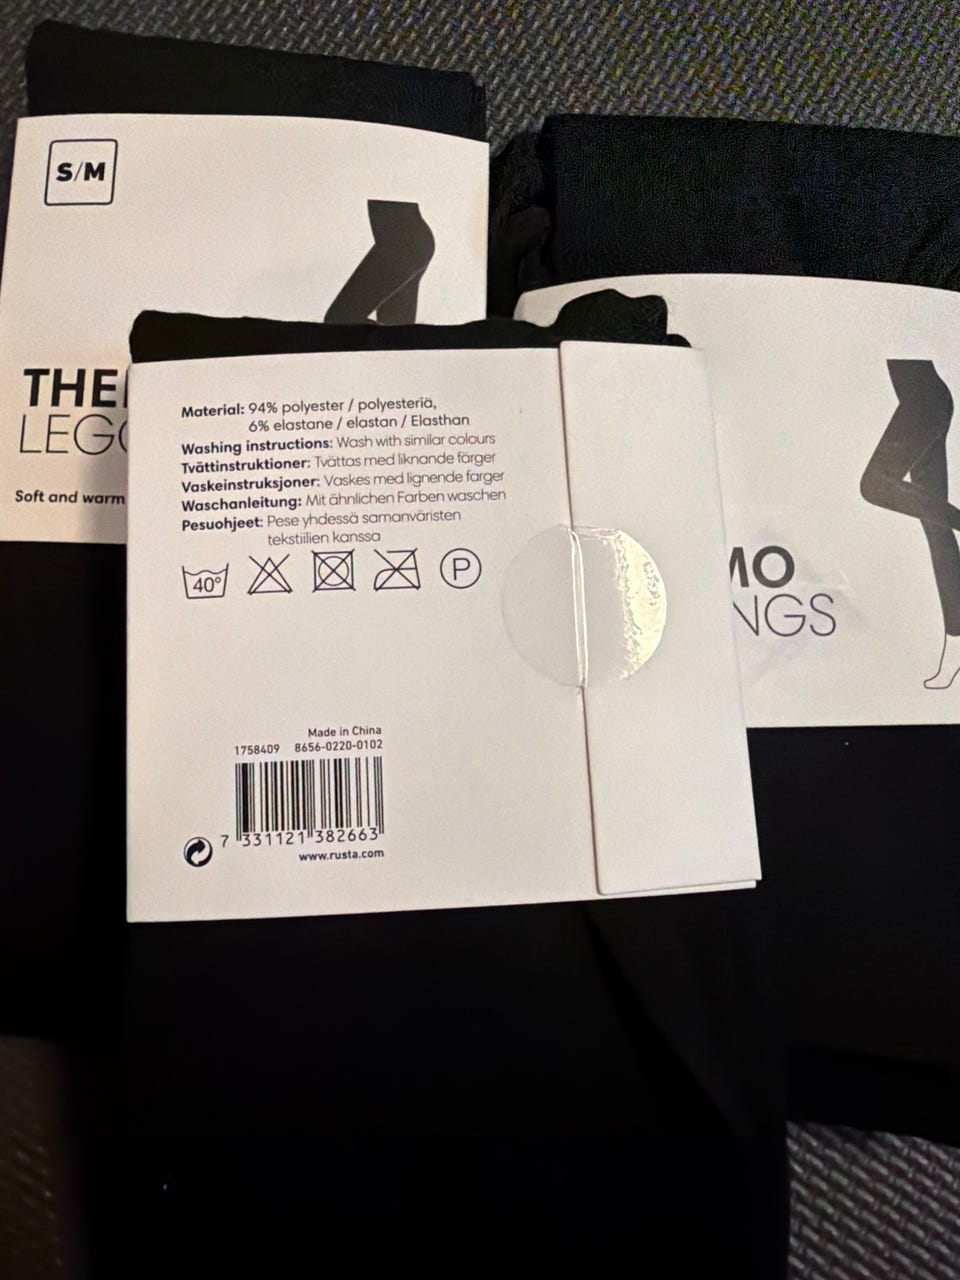 S/M
THE
LEGG
Soft and warm
MO
NGS
Material: 94% polyester / polyesteriä,
6% elastane / elastan / Elasthan
Washing instructions: Wash with similar colours
Tvättinstruktioner: Tvättas med liknande färger
Vaskeinstruksjoner: Vaskes med lignende farger
Waschanleitung: Mit ähnlichen Farben waschen
Pesuohjeet: Pese yhdessä samanväristen
tekstiilien kanssa
40°
P
Made in China
1758409 8656-0220-0102
7 331121 382663
www.rusta.com